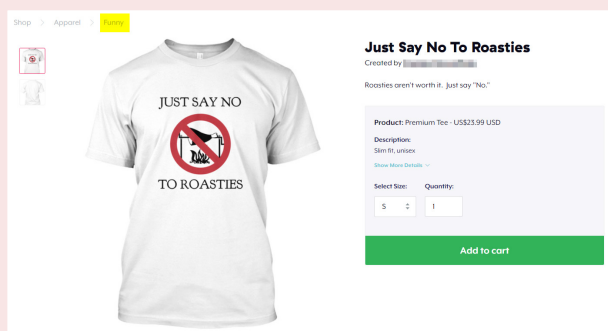 Shop > Apparel > Funny
JUST SAY NO
TO ROASTIES
Just Say No To Roasties
Created by
Roasties aren't worth it. Just say "No."
Product: Premium Tee - US$23.99 USD
Description:
Slim fit, unisex
Show More Details
Select Size: Quantity:
S 1
Add to cart